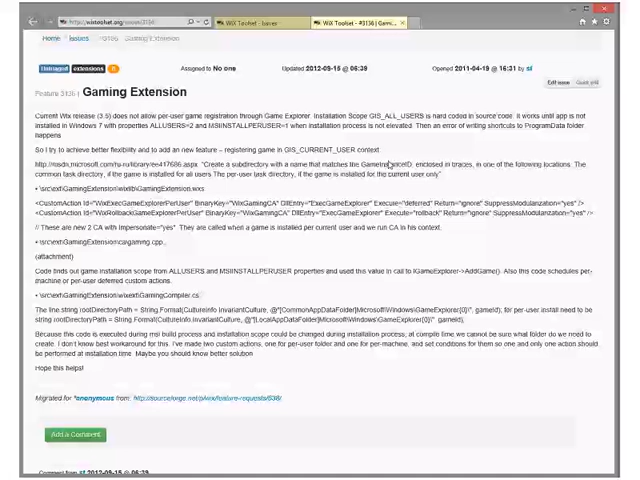 http://wixtoolset.org/issues/3136/
WiX Toolset - Issues
WiX Toolset - #3136 | Gami...
Home Issues #3136 Gaming Extension
Untriaged extensions
Assigned to No one
Updated 2012-09-15 @ 06:39
Opened 2011-04-19 @ 16:31 by sf
Edit issue
Feature 3136 | Gaming Extension
Current Wix release (3.5) does not allow per-user game registration through Game Explorer. Installation Scope GIS_ALL_USERS is hard coded in source code. It works until app is not
installed in Windows 7 with properties ALLUSERS=2 and MSIINSTALLPERUSER=1 when installation process is not elevated. Then an error of writing shortcuts to ProgramData folder
happens
So I try to achieve better flexibility and to add an new feature – registering game in GIS_CURRENT_USER context
http://msdn.microsoft.com/ru-ru/library/ee417686.aspx "Create a subdirectory with a name that matches the GameInstanceID, enclosed in braces, in one of the following locations. The
common task directory, if the game is installed for all users The per-user task directory, if the game is installed for the current user only"
• \src\ext\GamingExtension\wixlib\GamingExtension.wxs
<CustomAction Id="WixExecGameExplorerPerUser" BinaryKey="WixGamingCA" DllEntry="ExecGameExplorer" Execute="deferred" Return="ignore" SuppressModularization="yes" />
<CustomAction Id="WixRollbackGameExplorerPerUser" BinaryKey="WixGamingCA" DllEntry="ExecGameExplorer" Execute="rollback" Return="ignore" SuppressModularization="yes" />
// These are new 2 CA with Impersonate="yes". They are called when a game is installed per current user and we run CA in his context.
• \src\ext\GamingExtension\ca\gaming.cpp.
(attachment)
Code finds out game installation scope from ALLUSERS and MSIINSTALLPERUSER properties and used this value in call to IGameExplorer->AddGame(). Also this code schedules per-
machine or per-user deferred custom actions.
• \src\ext\GamingExtension\wixext\GamingCompiler.cs
The line string rootDirectoryPath = String.Format(CultureInfo.InvariantCulture, @"[CommonAppDataFolder]Microsoft\Windows\GameExplorer\{0}\", gameId); for per-user install need to be
string rootDirectoryPath = String.Format(CultureInfo.InvariantCulture, @"[LocalAppDataFolder]Microsoft\Windows\GameExplorer\{0}\", gameId);
Because this code is executed during msi build process and installation scope could be changed during installation process, at compile time we cannot be sure what folder do we need to
create. I don't know best workaround for this. I've made two custom actions, one for per-user folder and one for per-machine, and set conditions for them so one and only one action should
be performed at installation time. Maybe you should know better solution
Hope this helps!
Migrated for *anonymous from: http://sourceforge.net/p/wix/feature-requests/638/
Add a Comment
Comment from sf 2012-09-15 @ 06:39